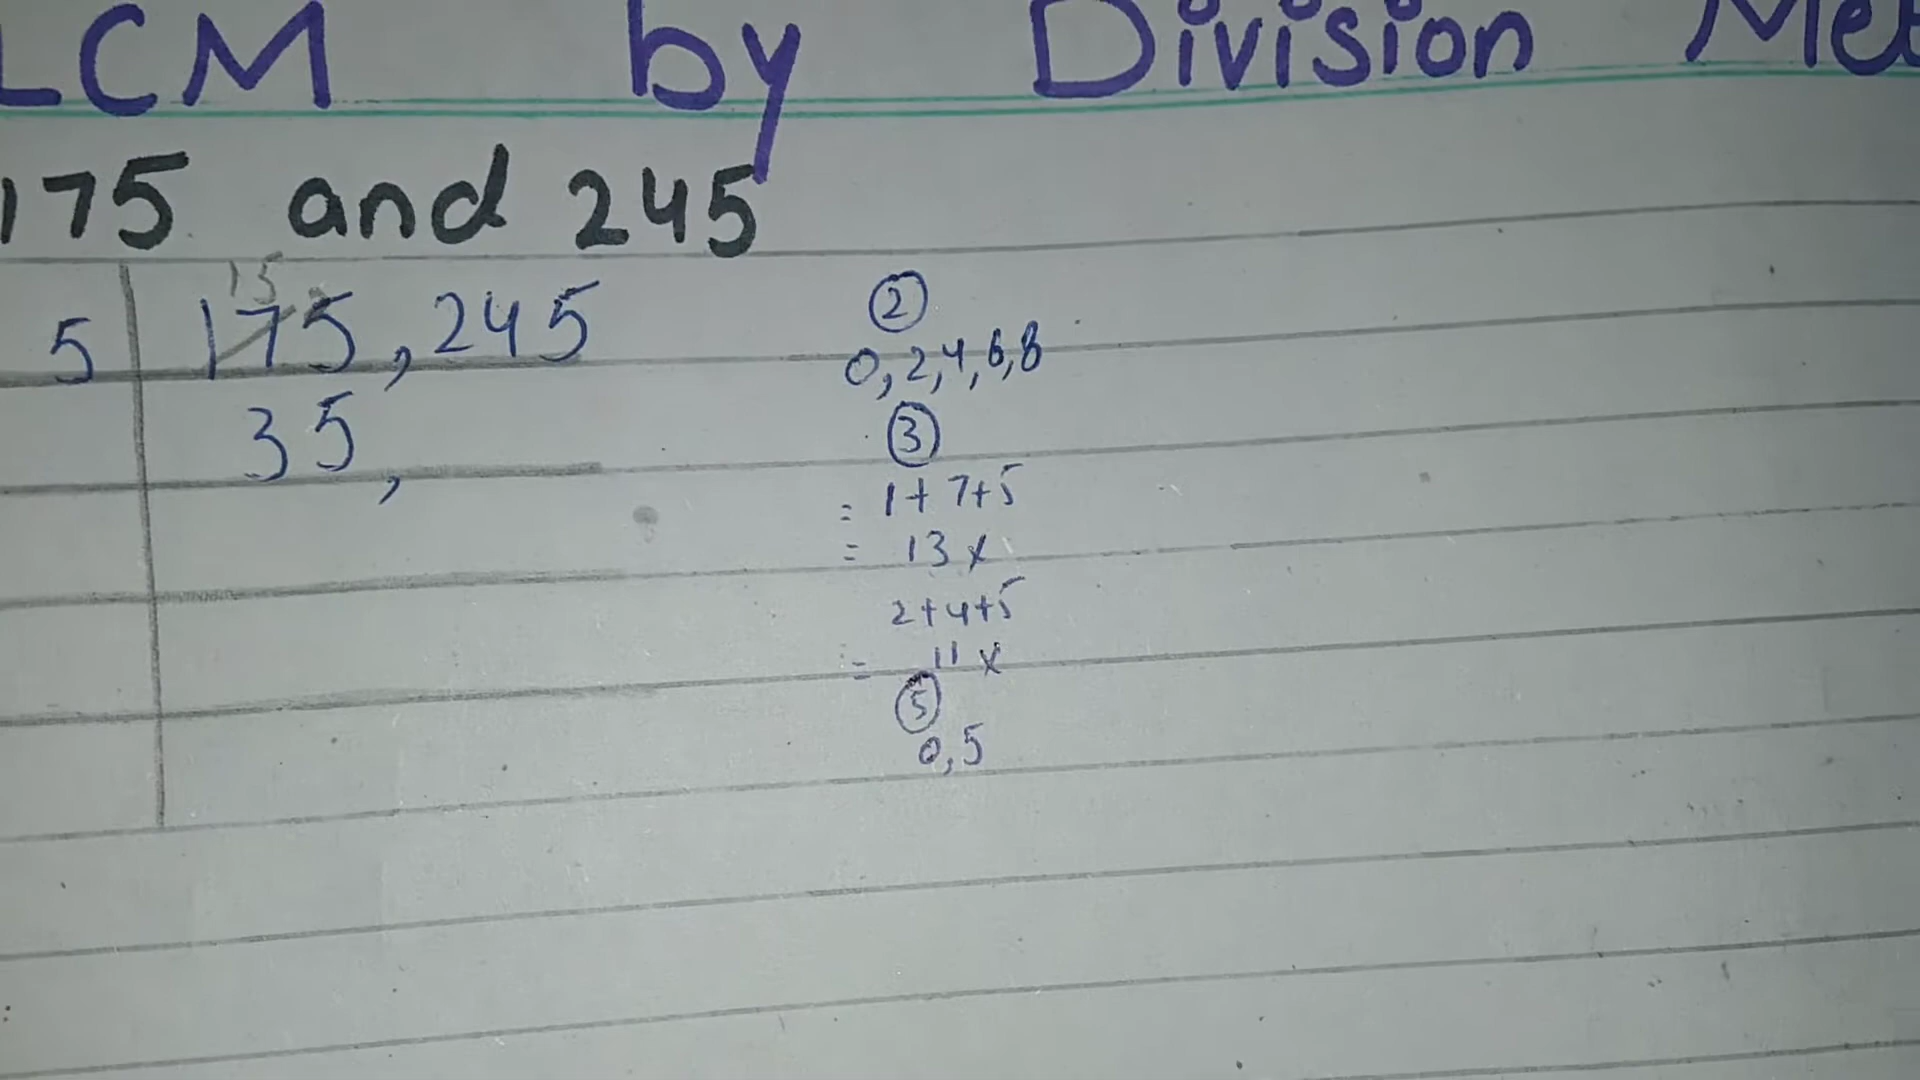 LCM by Division Met
175 and 245
15
5 175, 245
35,
2
0, 2, 4, 6, 8
3
= 1 + 7 + 5
= 13 x
2 + 4 + 5
= 11 x
5
0, 5